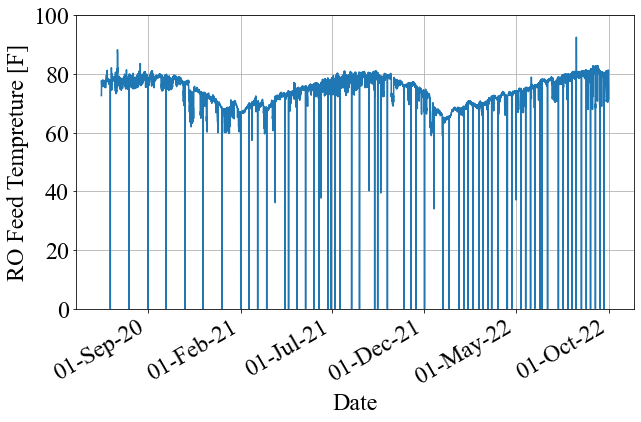 100
80
60
40
20
0
RO Feed Tempreture [F]
01-Sep-20
01-Feb-21
01-Jul-21
01-Dec-21
01-May-22
01-Oct-22
Date